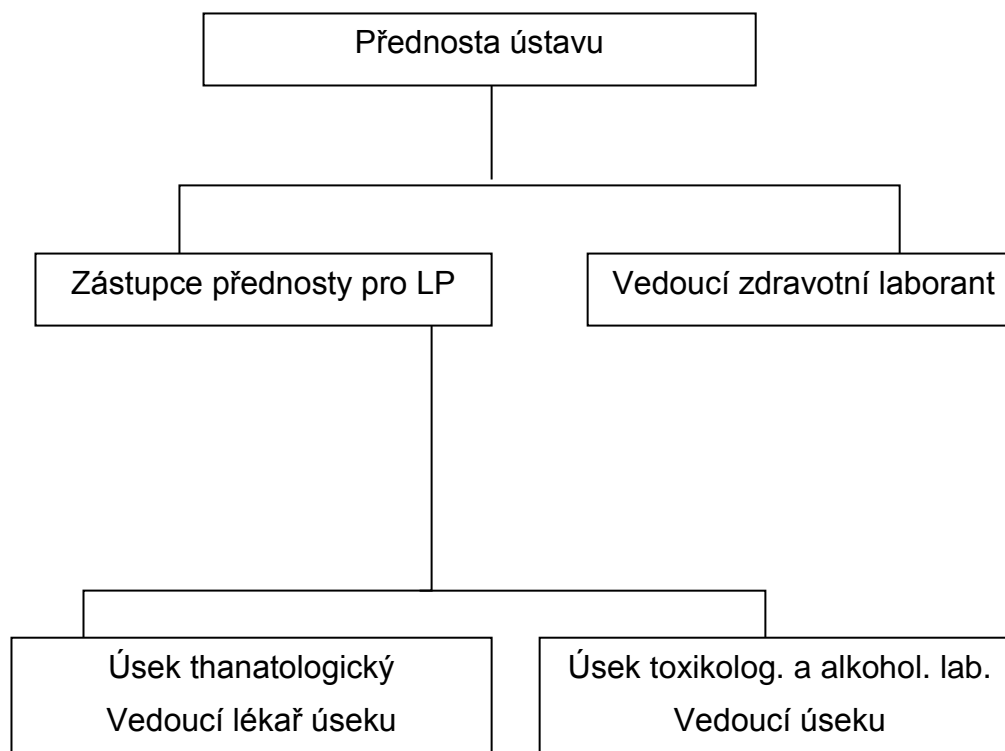 Přednosta ústavu
Zástupce přednosty pro LP
Vedoucí zdravotní laborant
Úsek thanatologický
Vedoucí lékař úseku
Úsek toxikolog. a alkohol. lab.
Vedoucí úseku